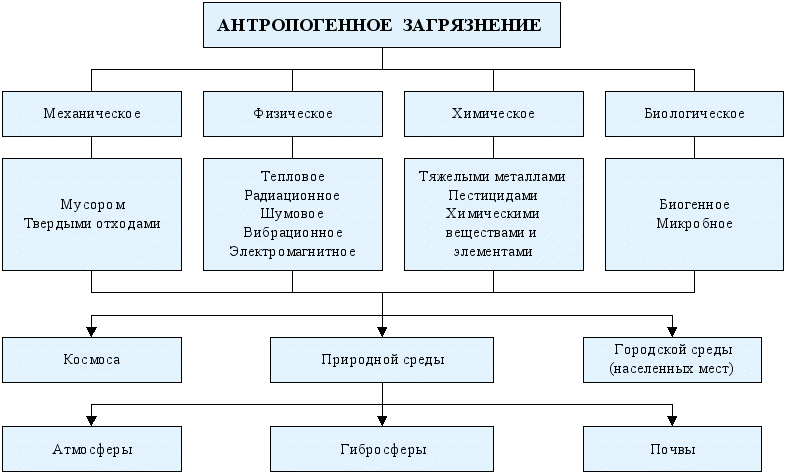 АНТРОПОГЕННОЕ ЗАГРЯЗНЕНИЕ
Механическое
Физическое
Химическое
Биологическое
Мусором
Твердыми отходами
Тепловое
Радиационное
Шумовое
Вибрационное
Электромагнитное
Тяжелыми металлами
Пестицидами
Химическими
веществами и
элементами
Биогенное
Микробное
Космоса
Природной среды
Городской среды
(населенных мест)
Атмосферы
Гибросферы
Почвы